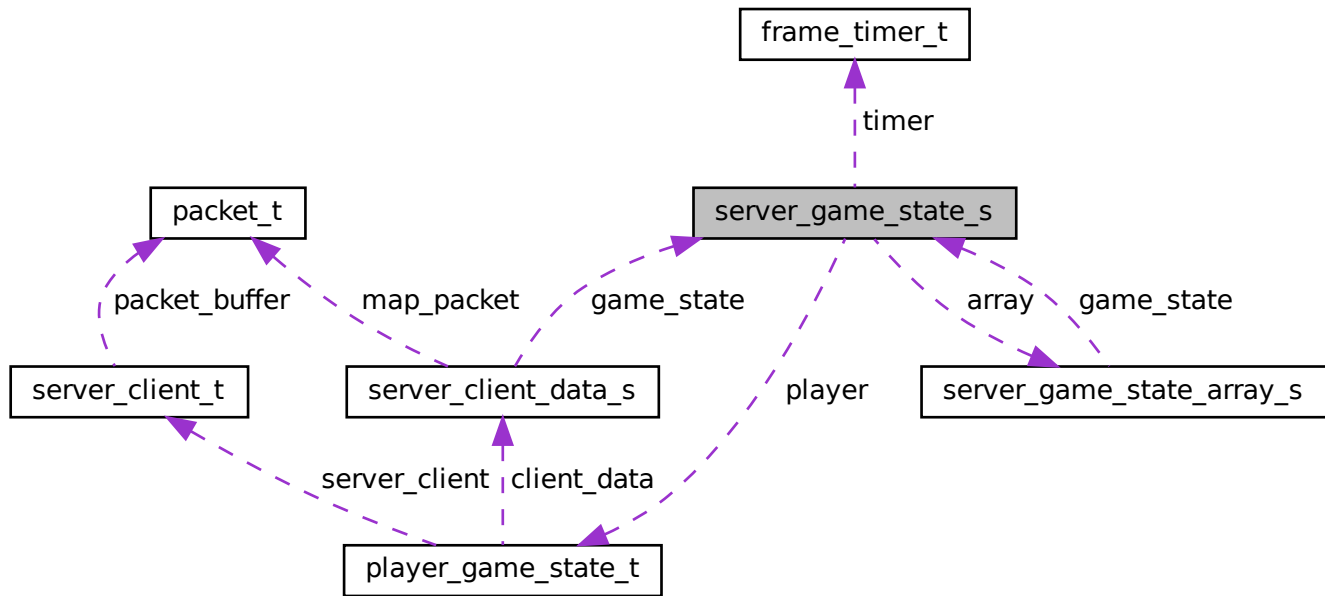 frame_timer_t
timer
packet_t
server_game_state_s
packet_buffer
map_packet
game_state
array
game_state
server_client_t
server_client_data_s
player
server_game_state_array_s
server_client
client_data
player_game_state_t